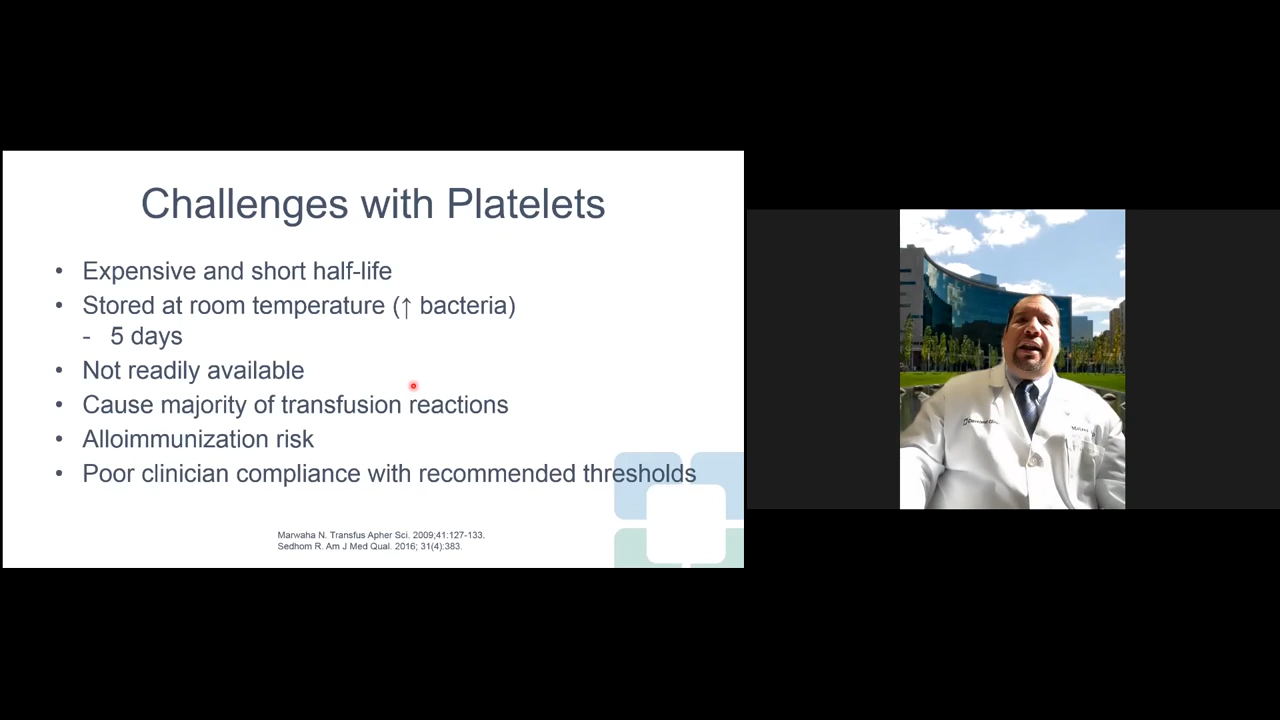 Challenges with Platelets
• Expensive and short half-life
• Stored at room temperature (↑ bacteria)
- 5 days
• Not readily available
• Cause majority of transfusion reactions
• Alloimmunization risk
• Poor clinician compliance with recommended thresholds
Marwaha N. Transfus Apher Sci. 2009;41:127-133.
Sedhom R. Am J Med Qual. 2016; 31(4):383.
Cleveland Clinic